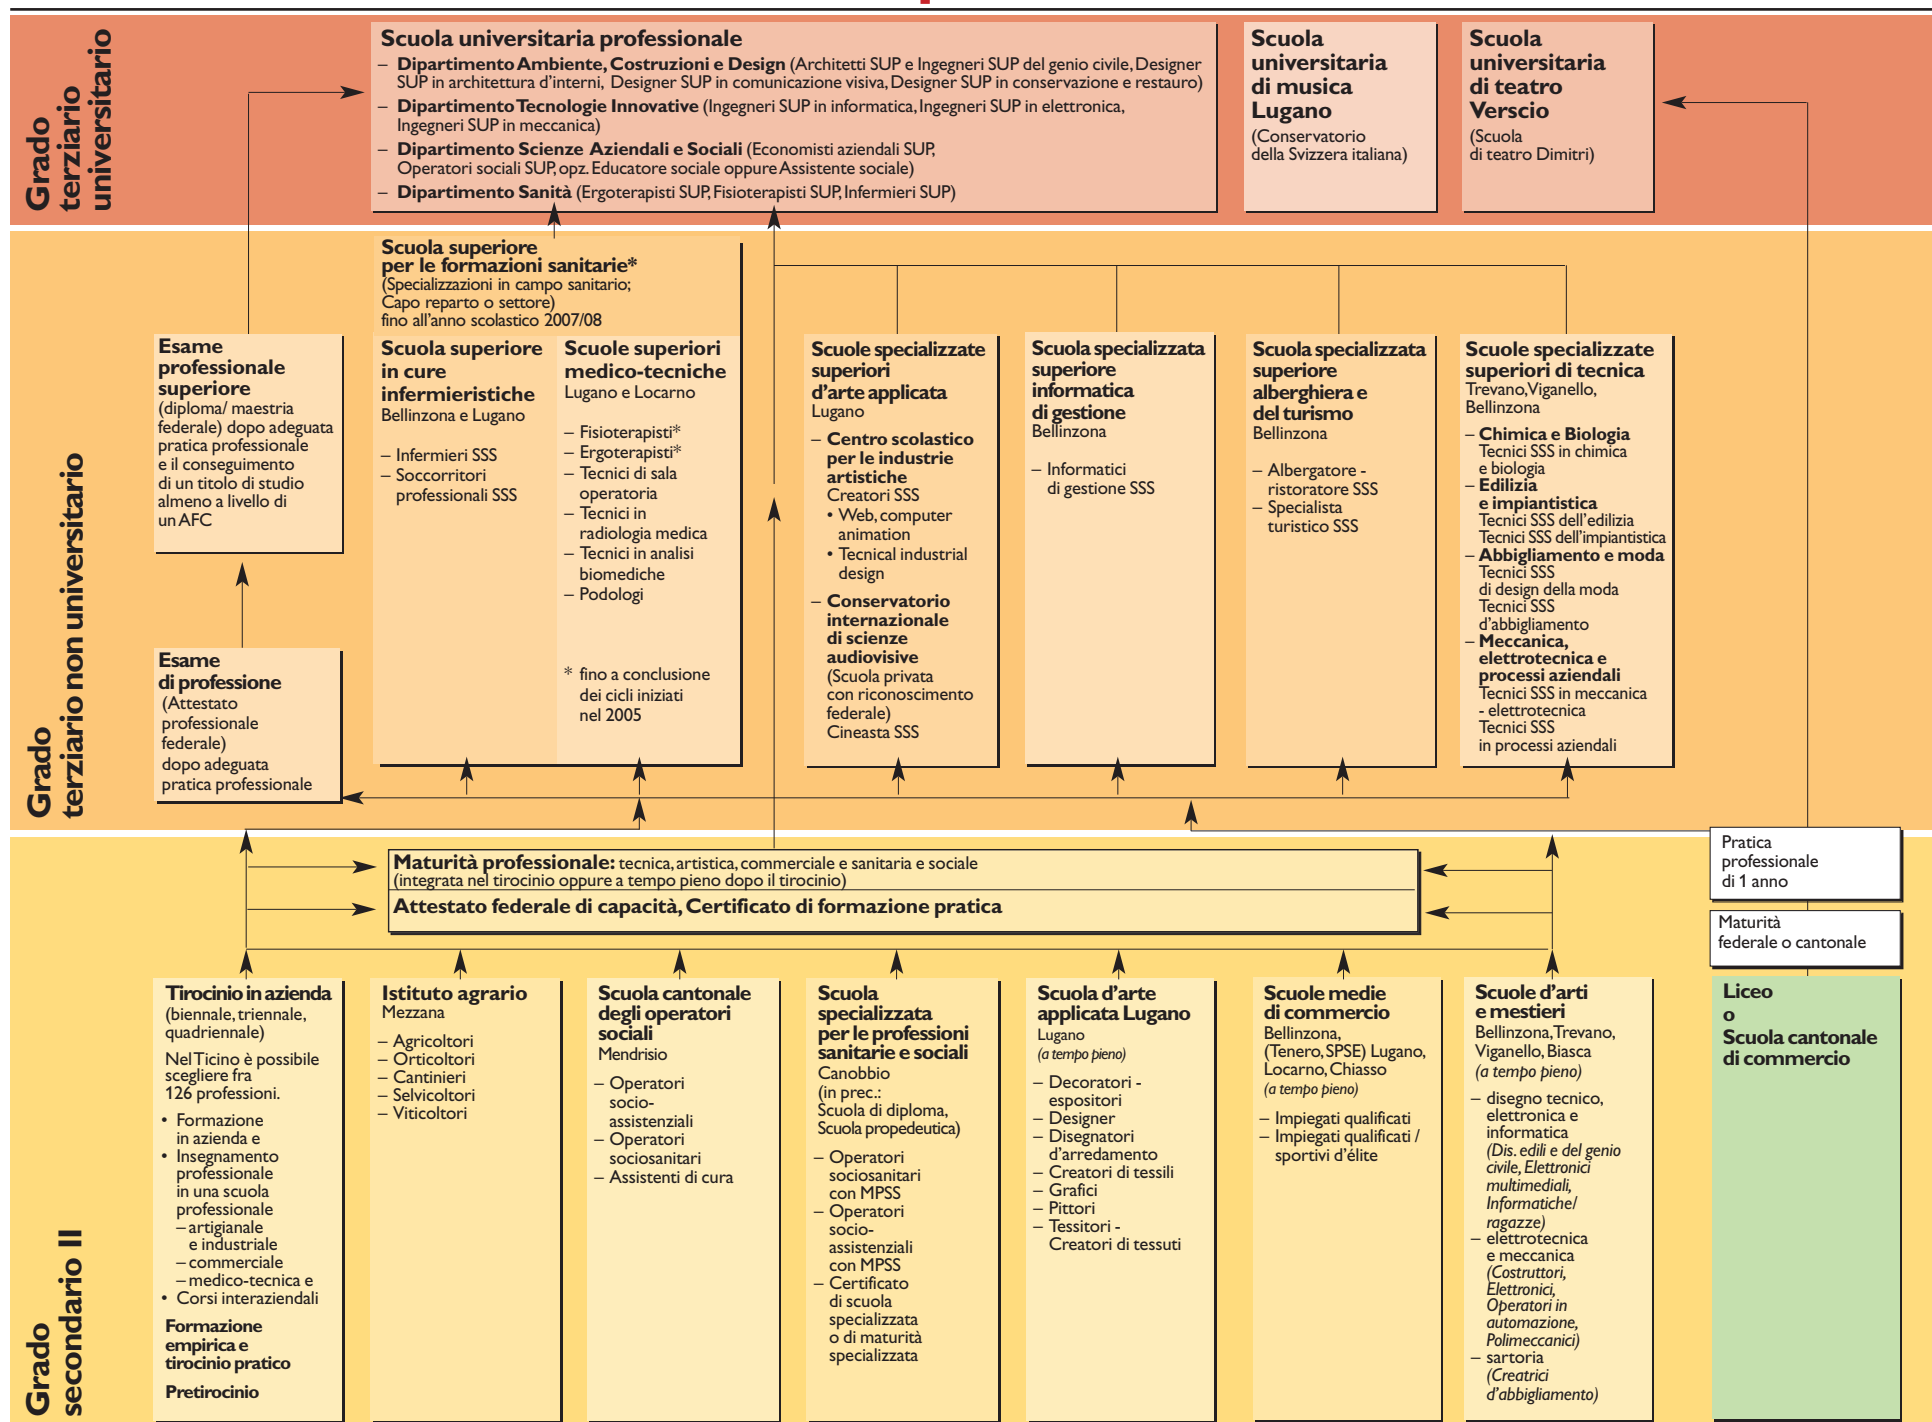 Grado
terziario
universitario
Scuola universitaria professionale
– Dipartimento Ambiente, Costruzioni e Design (Architetti SUP e Ingegneri SUP del genio civile, Designer
SUP in architettura d'interni, Designer SUP in comunicazione visiva, Designer SUP in conservazione e restauro)
– Dipartimento Tecnologie Innovative (Ingegneri SUP in informatica, Ingegneri SUP in elettronica,
Ingegneri SUP in meccanica)
– Dipartimento Scienze Aziendali e Sociali (Economisti aziendali SUP,
Operatori sociali SUP, opz. Educatore sociale oppure Assistente sociale)
– Dipartimento Sanità (Ergoterapisti SUP, Fisioterapisti SUP, Infermieri SUP)
Scuola
universitaria
di musica
Lugano
(Conservatorio
della Svizzera italiana)
Scuola
universitaria
di teatro
Verscio
(Scuola
di teatro Dimitri)
Grado
terziario non universitario
Esame
professionale
superiore
(diploma/ maestria
federale) dopo adeguata
pratica professionale
e il conseguimento
di un titolo di studio
almeno a livello di
un AFC
Esame
di professione
(Attestato
professionale
federale)
dopo adeguata
pratica professionale
Scuola superiore
per le formazioni sanitarie*
(Specializzazioni in campo sanitario;
Capo reparto o settore)
fino all'anno scolastico 2007/08
Scuola superiore
in cure
infermieristiche
Bellinzona e Lugano
– Infermieri SSS
– Soccorritori
professionali SSS
Scuole superiori
medico-tecniche
Lugano e Locarno
– Fisioterapisti*
– Ergoterapisti*
– Tecnici di sala
operatoria
– Tecnici in
radiologia medica
– Tecnici in analisi
biomediche
– Podologi
* fino a conclusione
dei cicli iniziati
nel 2005
Scuole specializzate
superiori
d'arte applicata
Lugano
– Centro scolastico
per le industrie
artistiche
Creatori SSS
• Web, computer
animation
• Tecnical industrial
design
– Conservatorio
internazionale
di scienze
audiovisive
(Scuola privata
con riconoscimento
federale)
Cineasta SSS
Scuola specializzata
superiore
informatica
di gestione
Bellinzona
– Informatici
di gestione SSS
Scuola specializzata
superiore
alberghiera e
del turismo
Bellinzona
– Albergatore -
ristoratore SSS
– Specialista
turistico SSS
Scuole specializzate
superiori di tecnica
Trevano, Viganello,
Bellinzona
– Chimica e Biologia
Tecnici SSS in chimica
e biologia
– Edilizia
e impiantistica
Tecnici SSS dell'edilizia
Tecnici SSS dell'impiantistica
– Abbigliamento e moda
Tecnici SSS
di design della moda
Tecnici SSS
d'abbigliamento
– Meccanica,
elettrotecnica e
processi aziendali
Tecnici SSS in meccanica
- elettrotecnica
Tecnici SSS
in processi aziendali
Grado
secondario II
Maturità professionale: tecnica, artistica, commerciale e sanitaria e sociale
(integrata nel tirocinio oppure a tempo pieno dopo il tirocinio)
Attestato federale di capacità, Certificato di formazione pratica
Pratica
professionale
di 1 anno
Maturità
federale o cantonale
Tirocinio in azienda
(biennale, triennale,
quadriennale)
Nel Ticino è possibile
scegliere fra
126 professioni.
• Formazione
in azienda e
• Insegnamento
professionale
in una scuola
professionale
– artigianale
e industriale
– commerciale
– medico-tecnica e
• Corsi interaziendali
Formazione
empirica e
tirocinio pratico
Pretirocinio
Istituto agrario
Mezzana
– Agricoltori
– Orticoltori
– Cantinieri
– Selvicoltori
– Viticoltori
Scuola cantonale
degli operatori
sociali
Mendrisio
– Operatori
socio-
assistenziali
– Operatori
sociosanitari
– Assistenti di cura
Scuola
specializzata
per le professioni
sanitarie e sociali
Canobbio
(in prec.:
Scuola di diploma,
Scuola propedeutica)
– Operatori
sociosanitari
con MPSS
– Operatori
socio-
assistenziali
con MPSS
– Certificato
di scuola
specializzata
o di maturità
specializzata
Scuola d'arte
applicata Lugano
Lugano
(a tempo pieno)
– Decoratori -
espositori
– Designer
– Disegnatori
d'arredamento
– Creatori di tessili
– Grafici
– Pittori
– Tessitori -
Creatori di tessuti
Scuole medie
di commercio
Bellinzona,
(Tenero, SPSE) Lugano,
Locarno, Chiasso
(a tempo pieno)
– Impiegati qualificati
– Impiegati qualificati /
sportivi d'élite
Scuole d'arti
e mestieri
Bellinzona, Trevano,
Viganello, Biasca
(a tempo pieno)
– disegno tecnico,
elettronica e
informatica
(Dis. edili e del genio
civile, Elettronici
multimediali,
Informatiche/
ragazze)
– elettrotecnica
e meccanica
(Costruttori,
Elettronici,
Operatori in
automazione,
Polimeccanici)
– sartoria
(Creatrici
d'abbigliamento)
Liceo
o
Scuola cantonale
di commercio